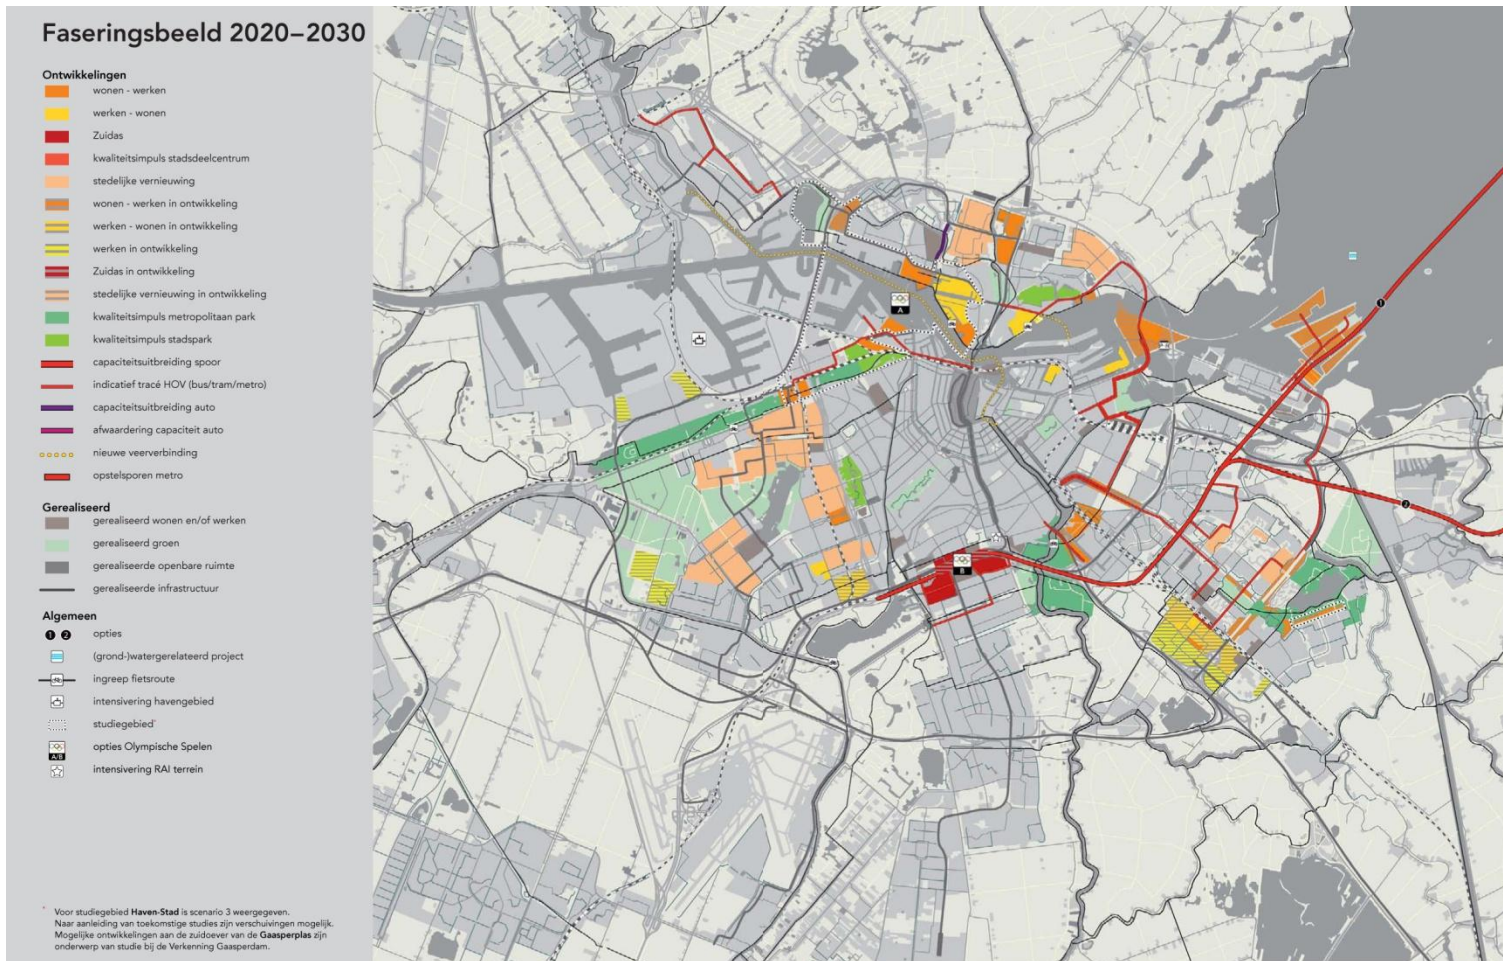 Faseringsbeeld 2020–2030
Ontwikkelingen
wonen - werken
werken - wonen
Zuidas
kwaliteitsimpuls stadsdeelcentrum
stedelijke vernieuwing
wonen - werken in ontwikkeling
werken - wonen in ontwikkeling
werken in ontwikkeling
Zuidas in ontwikkeling
stedelijke vernieuwing in ontwikkeling
kwaliteitsimpuls metropolitaan park
kwaliteitsimpuls stadspark
capaciteitsuitbreiding spoor
indicatief tracé HOV (bus/tram/metro)
capaciteitsuitbreiding auto
afwaardering capaciteit auto
nieuwe veerverbinding
opstelsporen metro
Gerealiseerd
gerealiseerd wonen en/of werken
gerealiseerd groen
gerealiseerde openbare ruimte
gerealiseerde infrastructuur
Algemeen
1 2 opties
(grond-)watergerelateerd project
ingreep fietsroute
intensivering havengebied
studiegebied*
opties Olympische Spelen
A/B
intensivering RAI terrein
* Voor studiegebied Haven-Stad is scenario 3 weergegeven.
Naar aanleiding van toekomstige studies zijn verschuivingen mogelijk.
Mogelijke ontwikkelingen aan de zuidoever van de Gaasperplas zijn
onderwerp van studie bij de Verkenning Gaasperdam.
1
A
2
B